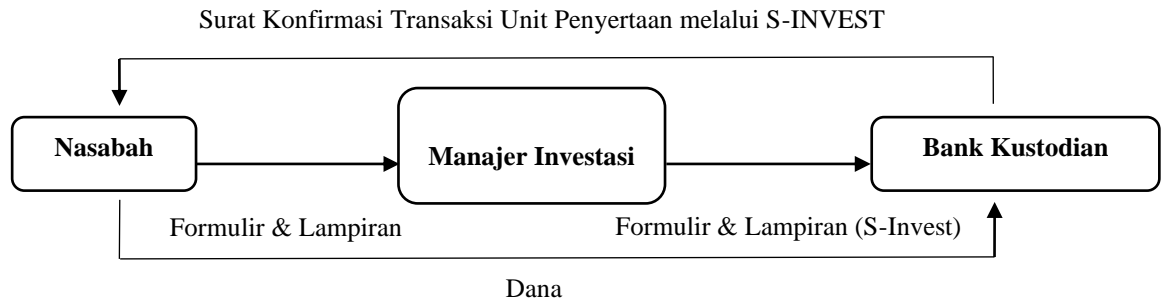 Surat Konfirmasi Transaksi Unit Penyertaan melalui S-INVEST
Nasabah
Manajer Investasi
Bank Kustodian
Formulir & Lampiran
Formulir & Lampiran (S-Invest)
Dana